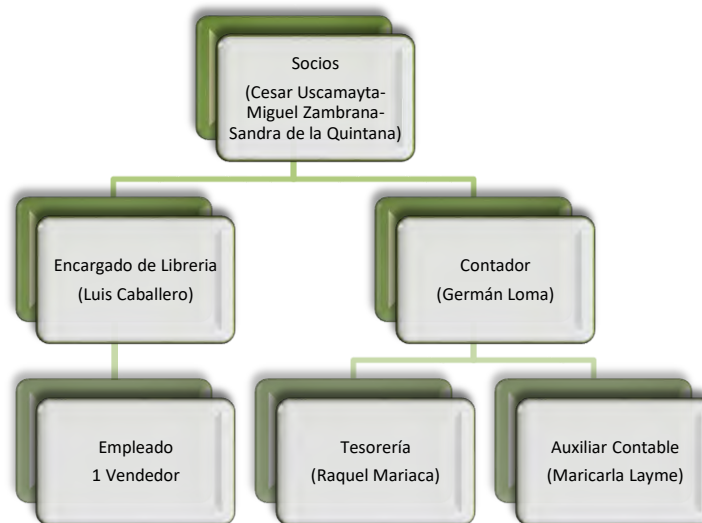 Socios
(Cesar Uscamayta-
Miguel Zambrana-
Sandra de la Quintana)
Encargado de Libreria
(Luis Caballero)
Contador
(Germán Loma)
Empleado
1 Vendedor
Tesorería
(Raquel Mariaca)
Auxiliar Contable
(Maricarla Layme)